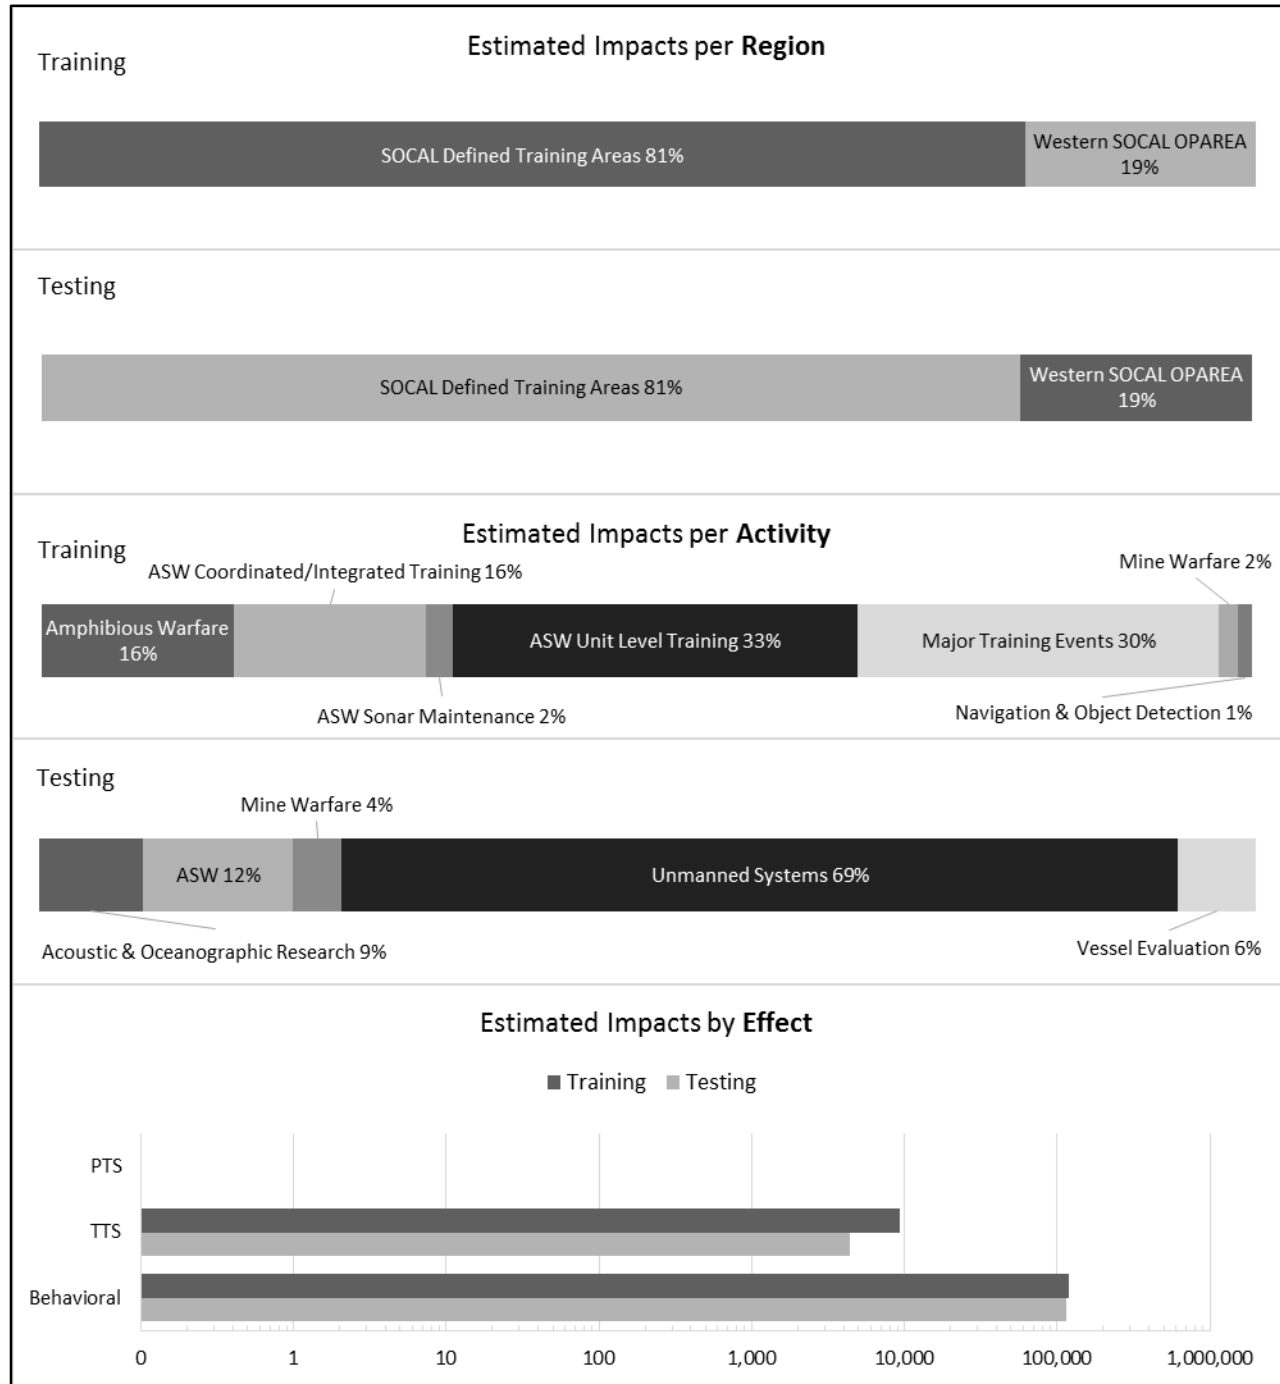 Estimated Impacts per Region
Training
SOCAL Defined Training Areas 81%
Western SOCAL OPAREA
19%
Testing
SOCAL Defined Training Areas 81%
Western SOCAL OPAREA
19%
Estimated Impacts per Activity
Training
Mine Warfare 2%
ASW Coordinated/Integrated Training 16%
Amphibious Warfare
16%
ASW Unit Level Training 33%
Major Training Events 30%
ASW Sonar Maintenance 2%
Navigation & Object Detection 1%
Testing
Mine Warfare 4%
ASW 12%
Unmanned Systems 69%
Acoustic & Oceanographic Research 9%
Vessel Evaluation 6%
Estimated Impacts by Effect
Training Testing
PTS
TTS
Behavioral
0 1 10 100 1,000 10,000 100,000 1,000,000